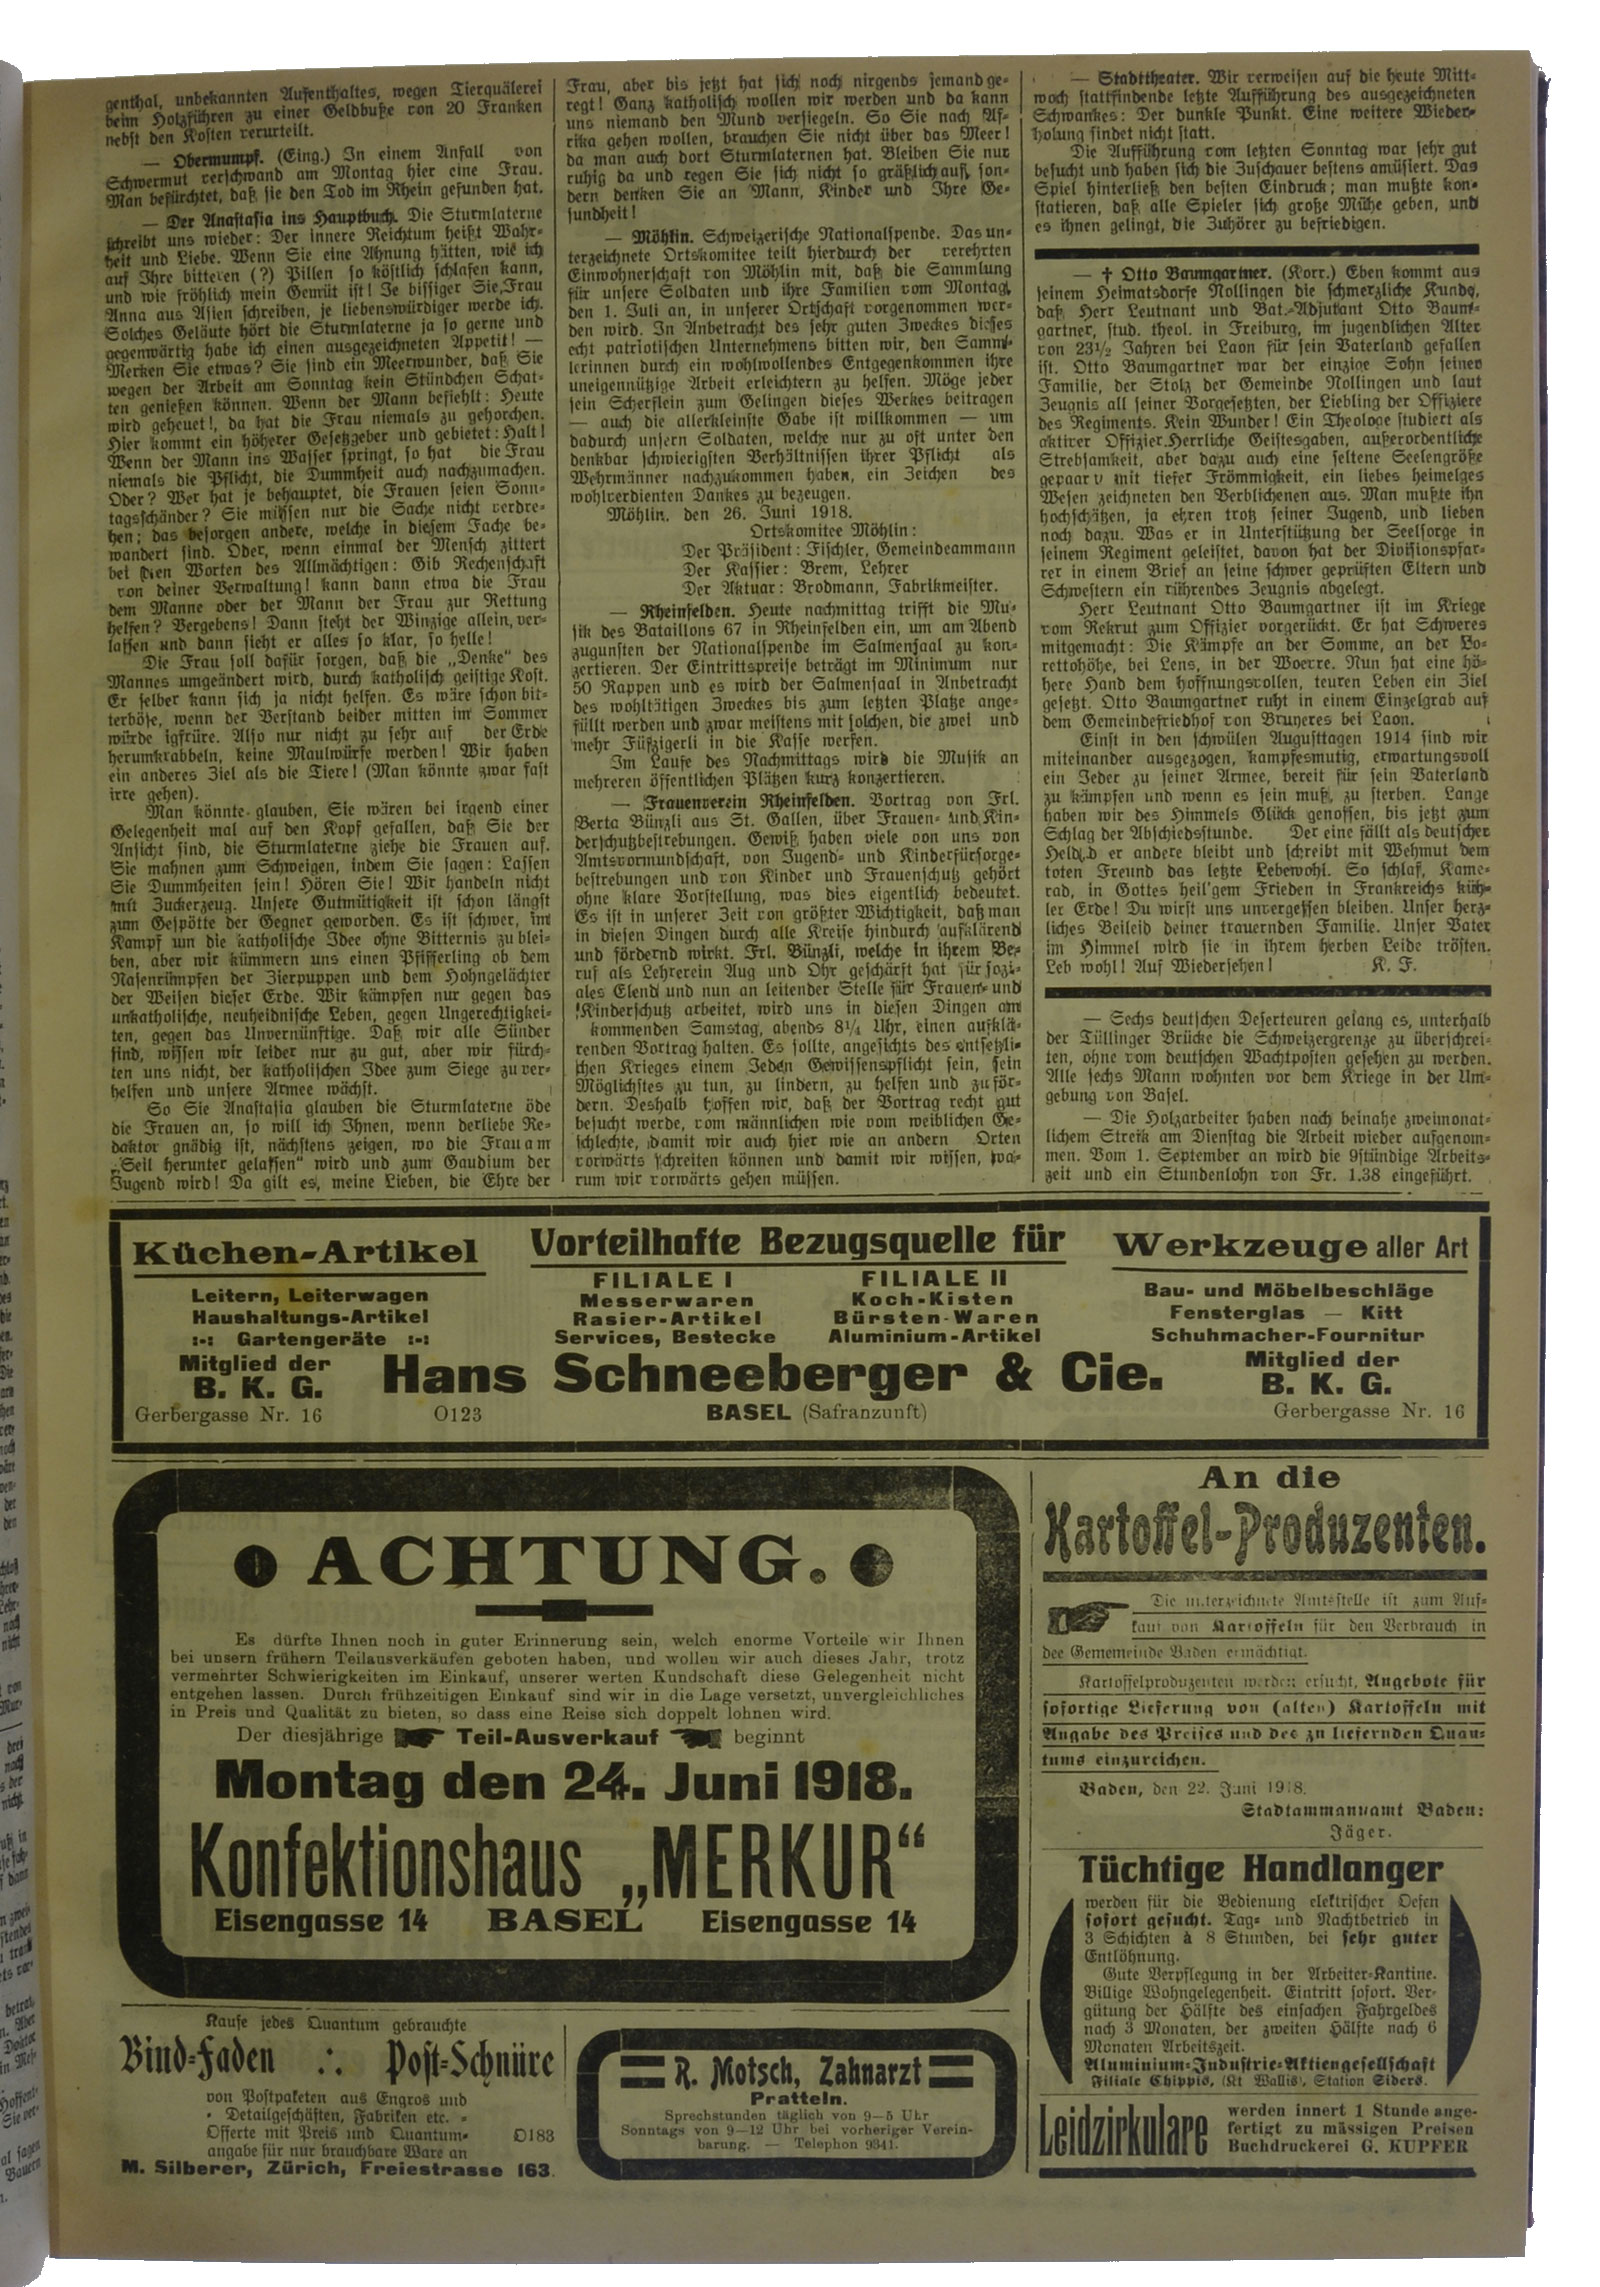 genthal, unbekannten Aufenthaltes, wegen Tierquälerei
beim Holzführen zu einer Geldbuße von 20 Franken
nebst den Kosten verurteilt.
— Obermumpf. (Eing.) In einem Anfall von
Schwermut verschwand am Montag hier eine Frau.
Man befürchtet, daß sie den Tod im Rhein gefunden hat.
— Der Anastasia ins Hauptbuch. Die Sturmlaterne
schreibt uns wieder: Der innere Reichtum heißt Wahr-
heit und Liebe. Wenn Sie eine Ahnung hätten, wie ich
auf Ihre bitteren (?) Pillen so köstlich schlafen kann,
und wie fröhlich mein Gemüt ist! Je bissiger Sie, Frau
Anna aus Asien schreiben, je liebenswürdiger werde ich.
Solches Geläute hört die Sturmlaterne ja so gerne und
gegenwärtig habe ich einen ausgezeichneten Appetit! —
Merken Sie etwas? Sie sind ein Meerwunder, daß Sie
wegen der Arbeit am Sonntag kein Stündchen Schat-
ten genießen können. Wenn der Mann befiehlt: Heute
wird geheuet!, da hat die Frau niemals zu gehorchen.
Hier kommt ein höherer Gesetzgeber und gebietet: Halt!
Wenn der Mann ins Wasser springt, so hat die Frau
niemals die Pflicht, die Dummheit auch nachzumachen.
Oder? Wer hat je behauptet, die Frauen seien Sonn-
tagsschänder? Sie müssen nur die Sache nicht verdre-
hen; das besorgen andere, welche in diesem Fache be-
wandert sind. Oder, wenn einmal der Mensch zittert
bei den Worten des Allmächtigen: Gib Rechenschaft
von deiner Verwaltung! kann dann etwa die Frau
dem Manne oder der Mann der Frau zur Rettung
helfen? Vergebens! Dann steht der Winzige allein, ver-
lassen und dann sieht er alles so klar, so helle!
Die Frau soll dafür sorgen, daß die „Denke" des
Mannes umgeändert wird, durch katholisch geistige Kost.
Er selber kann sich ja nicht helfen. Es wäre schon bit-
terböse, wenn der Verstand beider mitten im Sommer
würde igfrüre. Also nur nicht zu sehr auf der Erde
herumkrabbeln, keine Maulwürfe werden! Wir haben
ein anderes Ziel als die Tiere! (Man könnte zwar fast
irre gehen).
Man könnte glauben, Sie wären bei irgend einer
Gelegenheit mal auf den Kopf gefallen, daß Sie der
Ansicht sind, die Sturmlaterne ziehe die Frauen auf.
Sie mahnen zum Schweigen, indem Sie sagen: Lassen
Sie Dummheiten sein! Hören Sie! Wir handeln nicht
mit Zuckerzeug. Unsere Gutmütigkeit ist schon längst
zum Gespötte der Gegner geworden. Es ist schwer, im
Kampf um die katholische Idee ohne Bitternis zu blei-
ben, aber wir kümmern uns einen Pfifferling ob dem
Nasenrümpfen der Zierpuppen und dem Hohngelächter
der Weisen dieser Erde. Wir kämpfen nur gegen das
unkatholische, neuheidnische Leben, gegen Ungerechtigkei-
ten, gegen das Unvernünftige. Daß wir alle Sünder
sind, wissen wir leider nur zu gut, aber wir fürch-
ten uns nicht, der katholischen Idee zum Siege zu ver-
helfen und unsere Armee wächst.
So Sie Anastasia glauben die Sturmlaterne öde
die Frauen an, so will ich Ihnen, wenn der liebe Re-
daktor gnädig ist, nächstens zeigen, wo die Frau am
„Seil herunter gelassen" wird und zum Gaudium der
Jugend wird! Da gilt es, meine Lieben, die Ehre der
Frau, aber bis jetzt hat sich noch nirgends jemand ge-
regt! Ganz katholisch wollen wir werden und da kann
uns niemand den Mund versiegeln. So Sie nach Af-
rika gehen wollen, brauchen Sie nicht über das Meer!
da man auch dort Sturmlaternen hat. Bleiben Sie nur
ruhig da und regen Sie sich nicht so gräßlich auf, son-
dern denken Sie an Mann, Kinder und Ihre Ge-
sundheit!
— Möhlin. Schweizerische Nationalspende. Das un-
terzeichnete Ortskomitee teilt hierdurch der verehrten
Einwohnerschaft von Möhlin mit, daß die Sammlung
für unsere Soldaten und ihre Familien vom Montag,
den 1. Juli an, in unserer Ortschaft vorgenommen wer-
den wird. In Anbetracht des sehr guten Zweckes dieses
echt patriotischen Unternehmens bitten wir, den Samm-
lerinnen durch ein wohlwollendes Entgegenkommen ihre
uneigennützige Arbeit erleichtern zu helfen. Möge jeder
sein Scherflein zum Gelingen dieses Werkes beitragen
— auch die allerkleinste Gabe ist willkommen — um
dadurch unsern Soldaten, welche nur zu oft unter den
denkbar schwierigsten Verhältnissen ihrer Pflicht als
Wehrmänner nachzukommen haben, ein Zeichen des
wohlverdienten Dankes zu bezeugen.
Möhlin, den 26. Juni 1918.
Ortskomitee Möhlin:
Der Präsident: Fischler, Gemeindeammann
Der Kassier: Brem, Lehrer
Der Aktuar: Brodmann, Fabrikmeister.
— Rheinfelden. Heute nachmittag trifft die Mu-
sik des Bataillons 67 in Rheinfelden ein, um am Abend
zugunsten der Nationalspende im Salmensaal zu kon-
zertieren. Der Eintrittspreise beträgt im Minimum nur
50 Rappen und es wird der Salmensaal in Anbetracht
des wohltätigen Zweckes bis zum letzten Platze ange-
füllt werden und zwar meistens mit solchen, die zwei und
mehr Füfzigerli in die Kasse werfen.
Im Laufe des Nachmittags wird die Musik an
mehreren öffentlichen Plätzen kurz konzertieren.
— Frauenverein Rheinfelden. Vortrag von Frl.
Berta Bünzli aus St. Gallen, über Frauen- und Kin-
derschutzbestrebungen. Gewiß haben viele von uns von
Amtsvormundschaft, von Jugend- und Kinderfürsorge-
bestrebungen und von Kinder und Frauenschutz gehört
ohne klare Vorstellung, was dies eigentlich bedeutet.
Es ist in unserer Zeit von größter Wichtigkeit, daß man
in diesen Dingen durch alle Kreise hindurch aufklärend
und fördernd wirkt. Frl. Bünzli, welche in ihrem Be-
ruf als Lehrerein Aug und Ohr geschärft hat für sozi-
ales Elend und nun an leitender Stelle für Frauen- und
Kinderschutz arbeitet, wird uns in diesen Dingen am
kommenden Samstag, abends 8¼ Uhr, einen aufklä-
renden Vortrag halten. Es sollte, angesichts des entsetzli-
chen Krieges einem Jeden Gewissenspflicht sein, sein
Möglichstes zu tun, zu lindern, zu helfen und zu för-
dern. Deshalb hoffen wir, daß der Vortrag recht gut
besucht werde, vom männlichen wie vom weiblichen Ge-
schlechte, damit wir auch hier wie an andern Orten
vorwärts schreiten können und damit wir wissen, wa-
rum wir vorwärts gehen müssen.
— Stadttheater. Wir verweisen auf die heute Mitt-
woch stattfindende letzte Aufführung des ausgezeichneten
Schwankes: Der dunkle Punkt. Eine weitere Wieder-
holung findet nicht statt.
Die Aufführung vom letzten Sonntag war sehr gut
besucht und haben sich die Zuschauer bestens amüsiert. Das
Spiel hinterließ den besten Eindruck; man mußte kon-
statieren, daß alle Spieler sich große Mühe geben, und
es ihnen gelingt, die Zuhörer zu befriedigen.
— † Otto Baumgartner. (Korr.) Eben kommt aus
seinem Heimatsdorfe Nollingen die schmerzliche Kunde,
daß Herr Leutnant und Bat.-Adjutant Otto Baum-
gartner, stud. theol. in Freiburg, im jugendlichen Alter
von 23½ Jahren bei Laon für sein Vaterland gefallen
ist. Otto Baumgartner war der einzige Sohn seiner
Familie, der Stolz der Gemeinde Nollingen und laut
Zeugnis all seiner Vorgesetzten, der Liebling der Offiziere
des Regiments. Kein Wunder! Ein Theologe studiert als
aktiver Offizier. Herrliche Geistesgaben, außerordentliche
Strebsamkeit, aber dazu auch eine seltene Seelengröße
gepaart mit tiefer Frömmigkeit, ein liebes heimelges
Wesen zeichneten den Verblichenen aus. Man mußte ihn
hochschätzen, ja ehren trotz seiner Jugend, und lieben
noch dazu. Was er in Unterstützung der Seelsorge in
seinem Regiment geleistet, davon hat der Divisionspfar-
rer in einem Brief an seine schwer geprüften Eltern und
Schwestern ein rührendes Zeugnis abgelegt.
Herr Leutnant Otto Baumgartner ist im Kriege
vom Rekrut zum Offizier vorgerückt. Er hat Schweres
mitgemacht: Die Kämpfe an der Somme, an der Lo-
rettohöhe, bei Lens, in der Woevre. Nun hat eine hö-
here Hand dem hoffnungsvollen, teuren Leben ein Ziel
gesetzt. Otto Baumgartner ruht in einem Einzelgrab auf
dem Gemeindefriedhof von Bruyeres bei Laon.
Einst in den schwülen Augusttagen 1914 sind wir
miteinander ausgezogen, kampfesmutig, erwartungsvoll
ein Jeder zu seiner Armee, bereit für sein Vaterland
zu kämpfen und wenn es sein muß, zu sterben. Lange
haben wir des Himmels Glück genossen, bis jetzt zum
Schlag der Abschiedsstunde. Der eine fällt als deutscher
Held, d er andere bleibt und schreibt mit Wehmut dem
toten Freund das letzte Lebewohl. So schlaf, Kame-
rad, in Gottes heil'gem Frieden in Frankreichs küh-
ler Erde! Du wirst uns unvergessen bleiben. Unser herz-
liches Beileid deiner trauernden Familie. Unser Vater
im Himmel wird sie in ihrem herben Leide trösten.
Leb wohl! Auf Wiedersehen! K. F.
— Sechs deutschen Deserteuren gelang es, unterhalb
der Tüllinger Brücke die Schweizergrenze zu überschrei-
ten, ohne vom deutschen Wachtposten gesehen zu werden.
Alle sechs Mann wohnten vor dem Kriege in der Um-
gebung von Basel.
— Die Holzarbeiter haben nach beinahe zweimonat-
lichem Streik am Dienstag die Arbeit wieder aufgenom-
men. Vom 1. September an wird die 9stündige Arbeits-
zeit und ein Stundenlohn von Fr. 1.38 eingeführt.
Küchen-Artikel
Leitern, Leiterwagen
Haushaltungs-Artikel
:-: Gartengeräte :-:
Vorteilhafte Bezugsquelle für
FILIALE I
Messerwaren
Rasier-Artikel
Services, Bestecke
FILIALE II
Koch-Kisten
Bürsten-Waren
Aluminium-Artikel
Werkzeuge aller Art
Bau- und Möbelbeschläge
Fensterglas — Kitt
Schuhmacher-Fournitur
Mitglied der
B. K. G.
Hans Schneeberger & Cie.
Mitglied der
B. K. G.
Gerbergasse Nr. 16 O123 BASEL (Safranzunft) Gerbergasse Nr. 16
ACHTUNG.
Es dürfte Ihnen noch in guter Erinnerung sein, welch enorme Vorteile wir Ihnen
bei unsern frühern Teilausverkäufen geboten haben, und wollen wir auch dieses Jahr, trotz
vermehrter Schwierigkeiten im Einkauf, unserer werten Kundschaft diese Gelegenheit nicht
entgehen lassen. Durch frühzeitigen Einkauf sind wir in die Lage versetzt, unvergleichliches
in Preis und Qualität zu bieten, so dass eine Reise sich doppelt lohnen wird.
Der diesjährige Teil-Ausverkauf beginnt
Montag den 24. Juni 1918.
Konfektionshaus „MERKUR“
Eisengasse 14 BASEL Eisengasse 14
An die
Kartoffel-Produzenten.
Die unterzeichnete Amtsstelle ist zum Auf-
kauf von Kartoffeln für den Verbrauch in
der Gemeinde Baden ermächtigt.
Kartoffelproduzenten werden ersucht, Angebote für
sofortige Lieferung von (alten) Kartoffeln mit
Angabe des Preises und des zu liefernden Quan-
tums einzureichen.
Baden, den 22. Juni 1918.
Stadtammannamt Baden:
Jäger.
Tüchtige Handlanger
werden für die Bedienung elektrischer Oefen
sofort gesucht. Tag- und Nachtbetrieb in
3 Schichten à 8 Stunden, bei sehr guter
Entlöhnung.
Gute Verpflegung in der Arbeiter-Kantine.
Billige Wohngelegenheit. Eintritt sofort. Ver-
gütung der Hälfte des einfachen Fahrgeldes
nach 3 Monaten, der zweiten Hälfte nach 6
Monaten Arbeitszeit.
Aluminium-Industrie-Aktiengesellschaft
Filiale Chippis, (Kt. Wallis), Station Siders.
Kaufe jedes Quantum gebrauchte
Bind-Faden ∴ Post-Schnüre
von Postpaketen aus Engros und
Detailgeschäften, Fabriken etc.
Offerte mit Preis und Quantum-
angabe für nur brauchbare Ware an
O183
M. Silberer, Zürich, Freiestrasse 163.
R. Motsch, Zahnarzt
Pratteln.
Sprechstunden täglich von 9—5 Uhr
Sonntags von 9—12 Uhr bei vorheriger Verein-
barung. — Telephon 9341.
Leidzirkulare
werden innert 1 Stunde ange-
fertigt zu mässigen Preisen
Buchdruckerei G. KUPFER